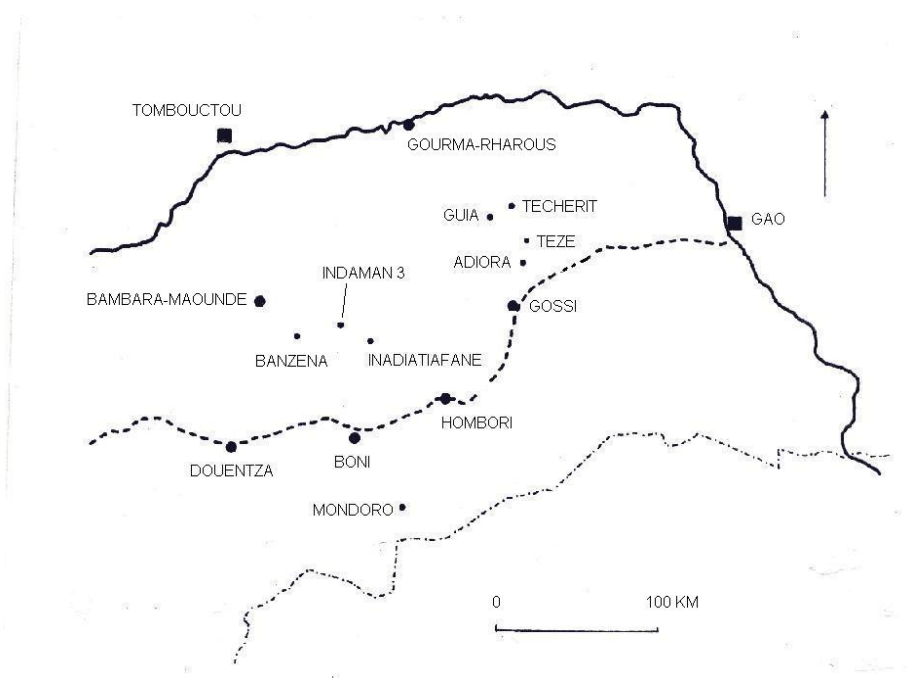 TOMBOUCTOU
GOURMA-RHAROUS
GUIA
TECHERIT
GAO
TEZE
ADIORA
INDAMAN 3
BAMBARA-MAOUNDE
GOSSI
BANZENA
INADIATIAFANE
HOMBORI
DOUENTZA
BONI
MONDORO
0
100 KM